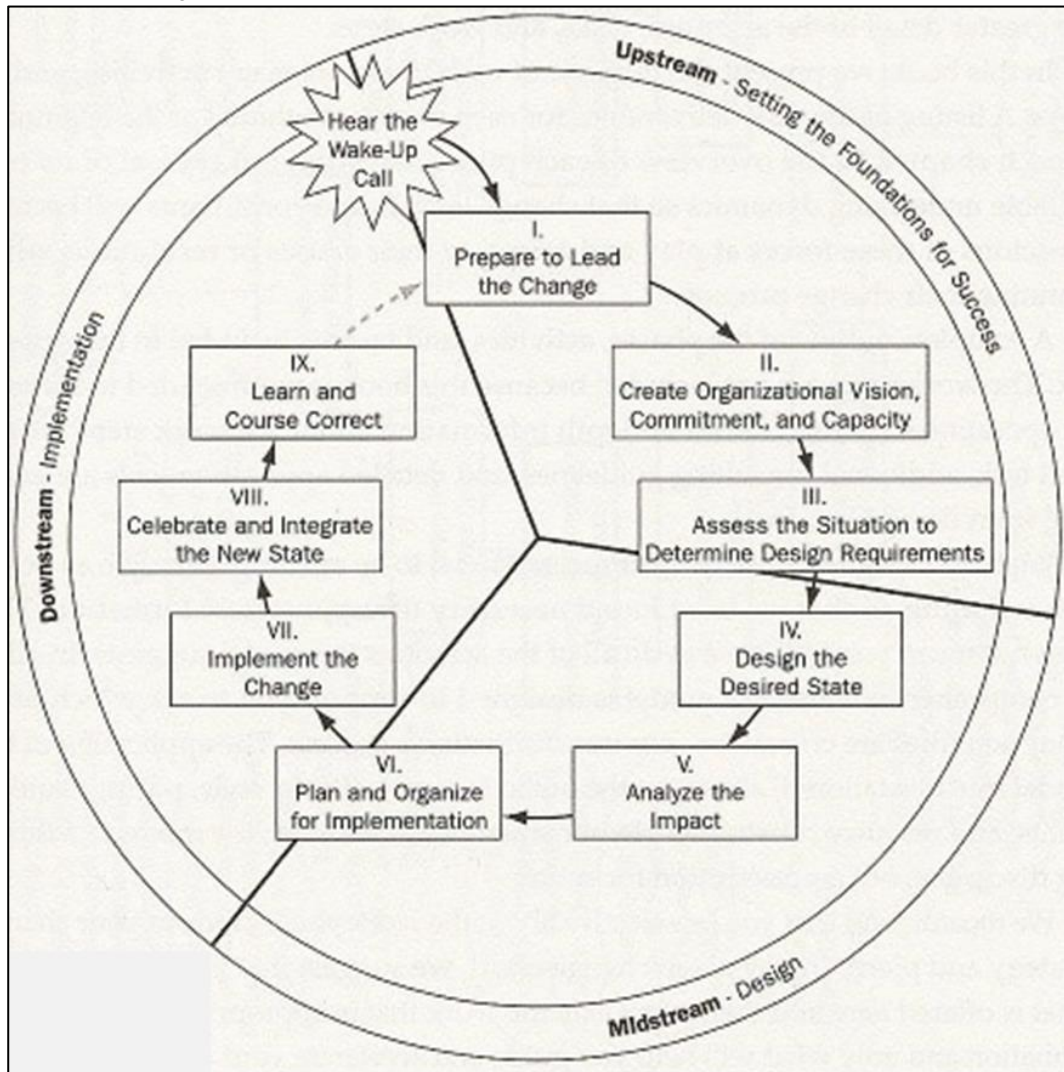 Upstream - Setting the Foundations for Success
Hear the
Wake-Up
Call
I.
Prepare to Lead
the Change
II.
Create Organizational Vision,
Commitment, and Capacity
III.
Assess the Situation to
Determine Design Requirements
IV.
Design the
Desired State
V.
Analyze the
Impact
MIdstream - Design
VI.
Plan and Organize
for Implementation
VII.
Implement the
Change
VIII.
Celebrate and Integrate
the New State
IX.
Learn and
Course Correct
Downstream - Implementation